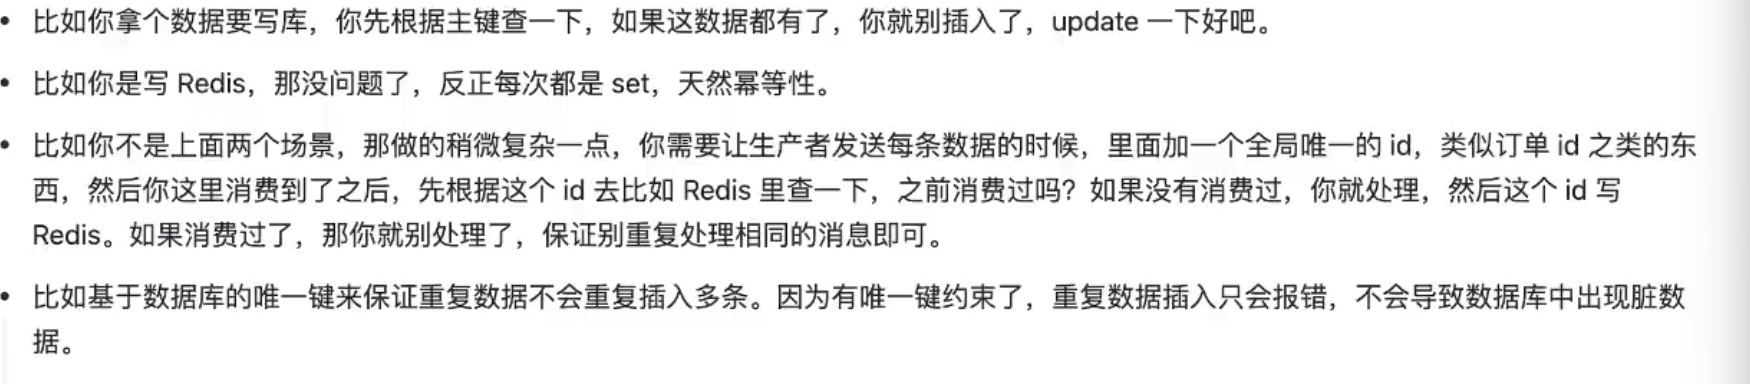 • 比如你拿个数据要写库，你先根据主键查一下，如果这数据都有了，你就别插入了，update 一下好吧。
• 比如你是写 Redis，那没问题了，反正每次都是 set，天然幂等性。
• 比如你不是上面两个场景，那做的稍微复杂一点，你需要让生产者发送每条数据的时候，里面加一个全局唯一的 id，类似订单 id 之类的东
西，然后你这里消费到了之后，先根据这个 id 去比如 Redis 里查一下，之前消费过吗？如果没有消费过，你就处理，然后这个 id 写
Redis。如果消费过了，那你就别处理了，保证别重复处理相同的消息即可。
• 比如基于数据库的唯一键来保证重复数据不会重复插入多条。因为有唯一键约束了，重复数据插入只会报错，不会导致数据库中出现脏数
据。